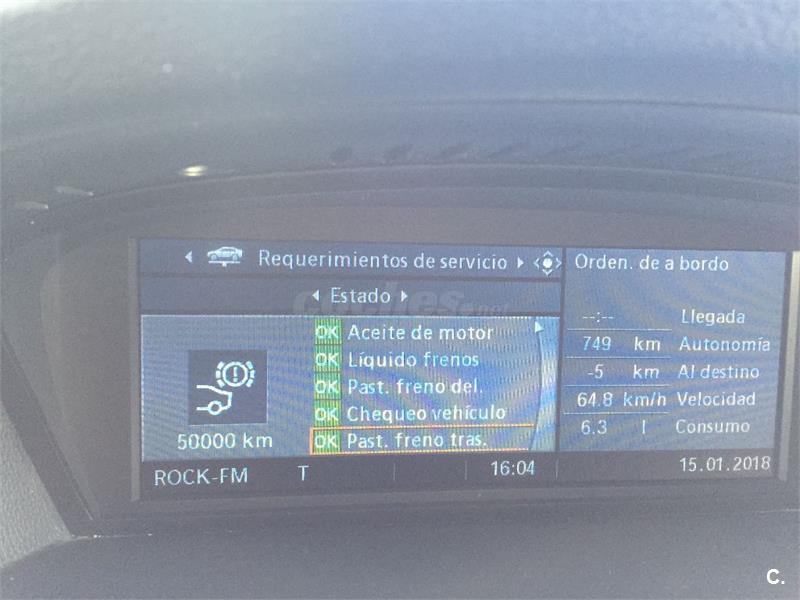 Requerimientos de servicio
Estado
OK Aceite de motor
OK Líquido frenos
OK Past. freno del.
OK Chequeo vehículo
OK Past. freno tras.
50000 km
Orden. de a bordo
--:-- Llegada
749 km Autonomía
-5 km Al destino
64.8 km/h Velocidad
6.3 l Consumo
ROCK-FM T 16:04 15.01.2018
coches.net
C.